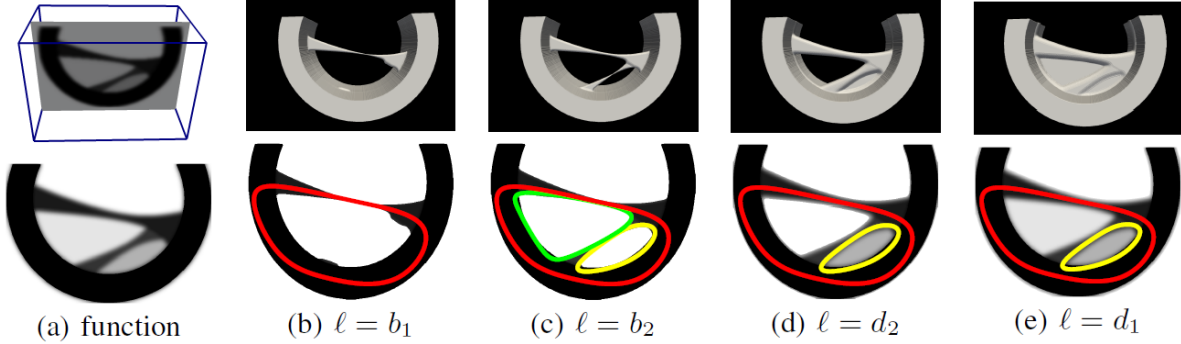 (a) function
(b) ℓ = b₁
(c) ℓ = b₂
(d) ℓ = d₂
(e) ℓ = d₁